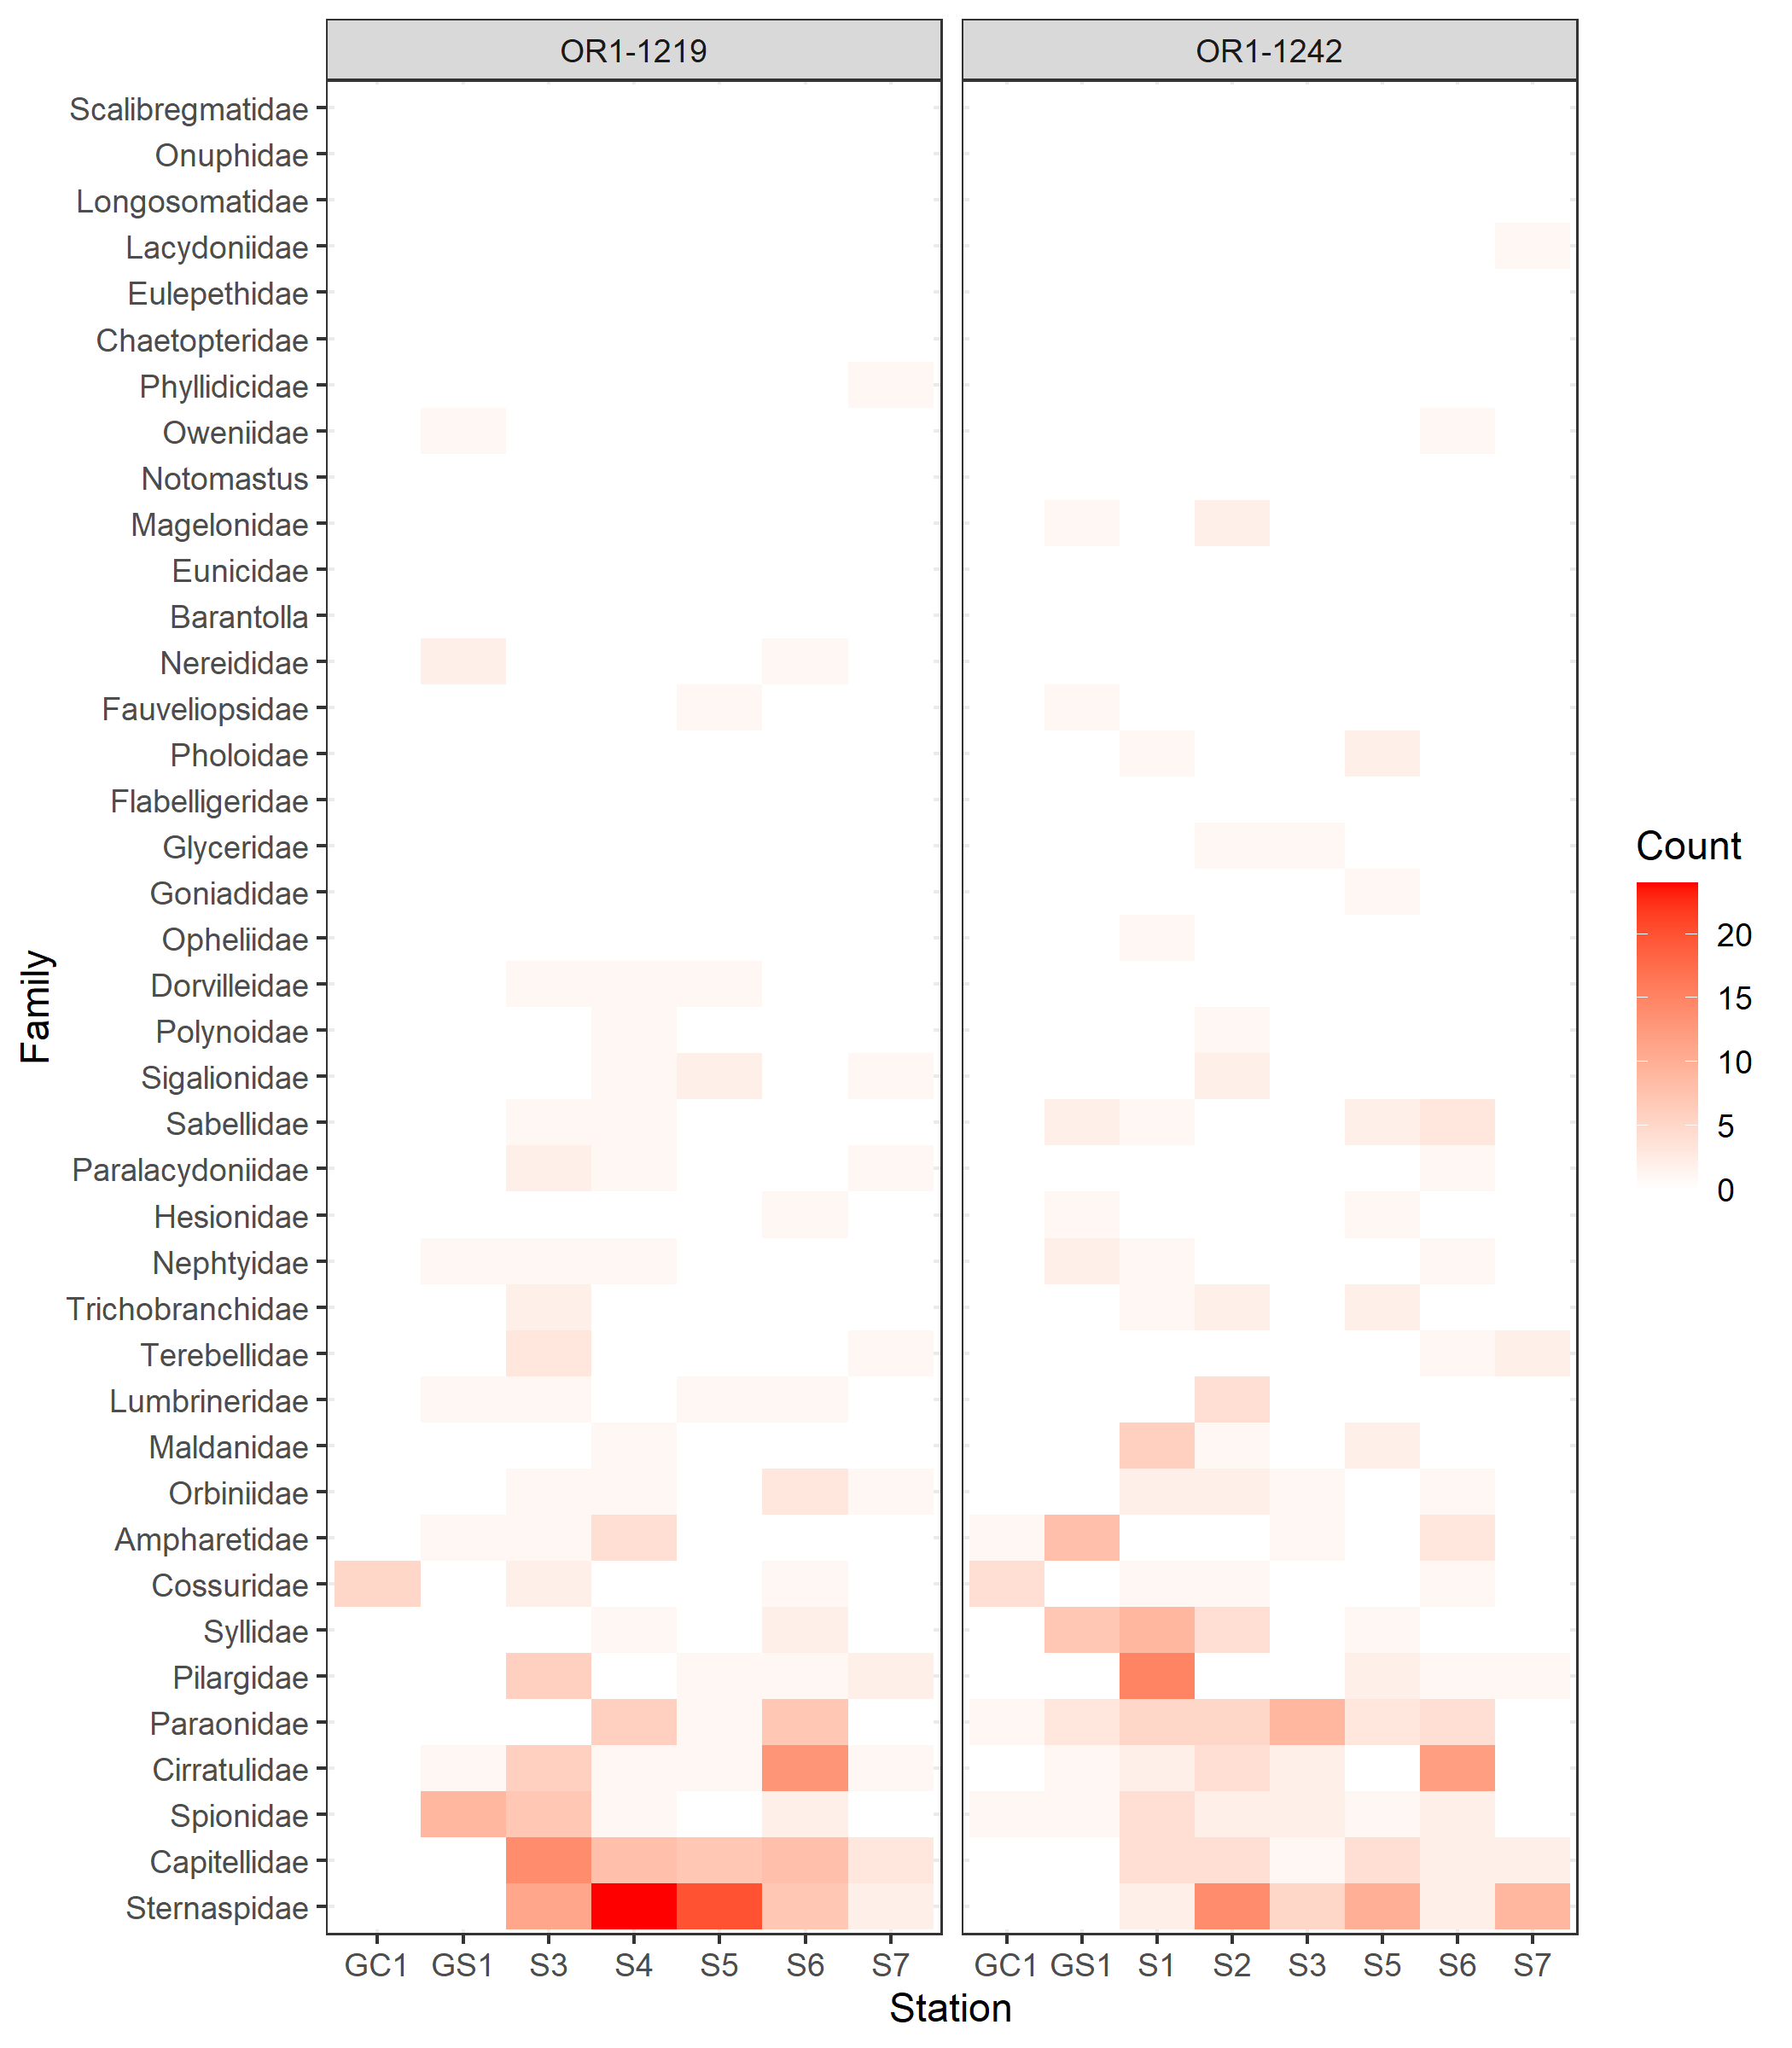 OR1-1219
OR1-1242
Scalibregmatidae
Onuphidae
Longosomatidae
Lacydoniidae
Eulepethidae
Chaetopteridae
Phyllidicidae
Oweniidae
Notomastus
Magelonidae
Eunicidae
Barantolla
Nereididae
Fauveliopsidae
Pholoidae
Flabelligeridae
Glyceridae
Goniadidae
Opheliidae
Dorvilleidae
Polynoidae
Sigalionidae
Sabellidae
Paralacydoniidae
Hesionidae
Nephtyidae
Trichobranchidae
Terebellidae
Lumbrineridae
Maldanidae
Orbiniidae
Ampharetidae
Cossuridae
Syllidae
Pilargidae
Paraonidae
Cirratulidae
Spionidae
Capitellidae
Sternaspidae
Family
GC1 GS1 S3 S4 S5 S6 S7
GC1 GS1 S1 S2 S3 S5 S6 S7
Station
Count
20
15
10
5
0